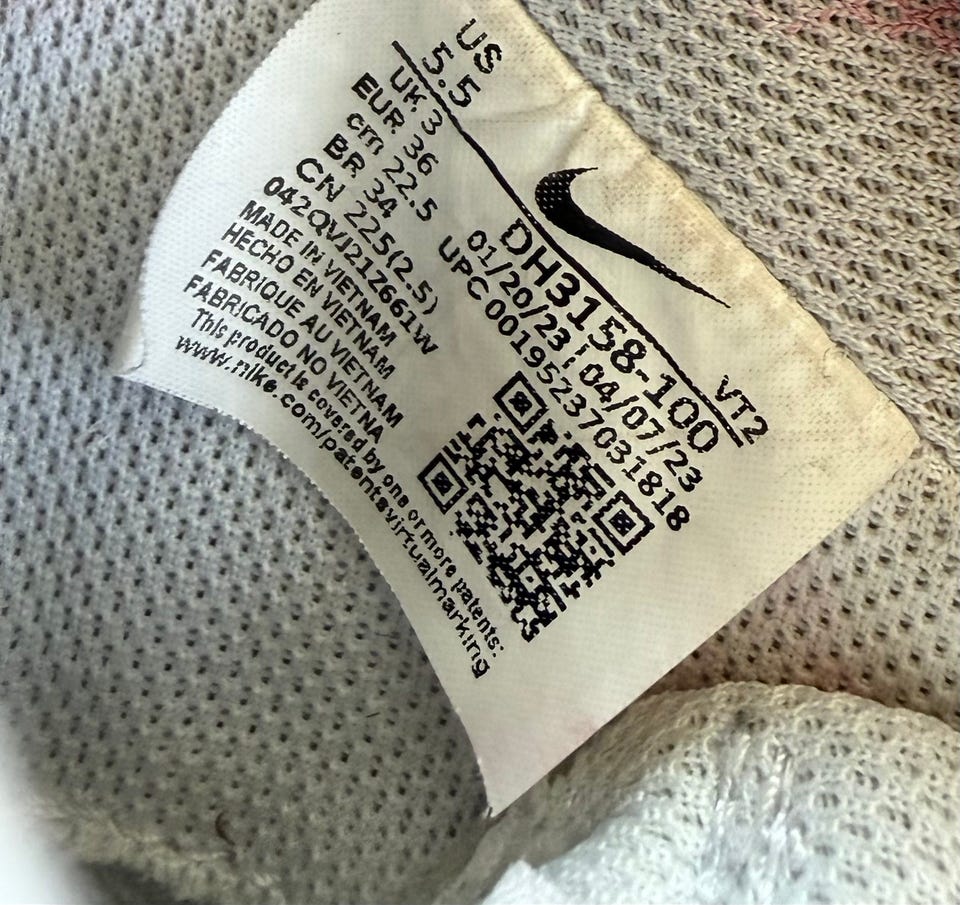 US
5.5
UK 3
EUR 36
cm 22.5
BR 34
CN 225(2.5)
042QVJ21Z661W
MADE IN VIETNAM
HECHO EN VIETNAM
FABRIQUE AU VIETNAM
FABRICADO NO VIETNA
This product is covered by one or more patents:
www.nike.com/patentsvirtualmarking
VT2
DH3158-100
01/20/23 | 04/07/23
UPC 00195237031818